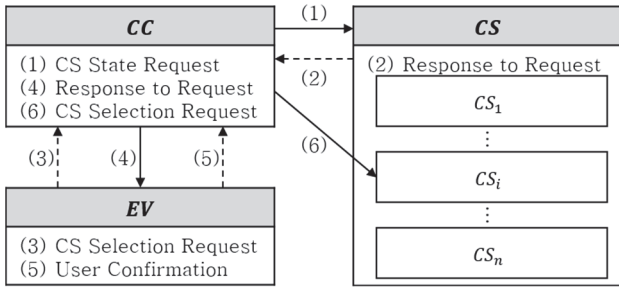 CC
(1) CS State Request
(4) Response to Request
(6) CS Selection Request
(1)
(2)
CS
(2) Response to Request
CS₁
⋮
CSᵢ
⋮
CSₙ
(3)
(4)
(5)
(6)
EV
(3) CS Selection Request
(5) User Confirmation